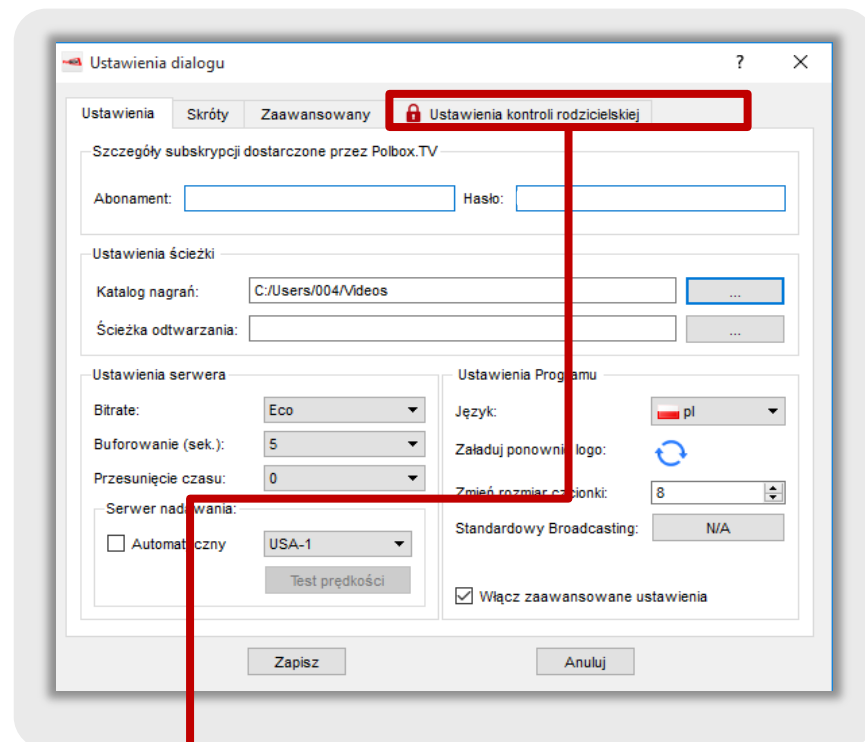 Ustawienia dialogu ?
Ustawienia Skróty Zaawansowany Ustawienia kontroli rodzicielskiej
Szczegóły subskrypcji dostarczone przez Polbox.TV
Abonament: Hasło:
Ustawienia ścieżki
Katalog nagrań: C:/Users/004/Videos ...
Ścieżka odtwarzania: ...
Ustawienia serwera
Bitrate: Eco
Buforowanie (sek.): 5
Przesunięcie czasu: 0
Serwer nadawania:
Automatyczny USA-1
Test prędkości
Ustawienia Programu
Język: pl
Załaduj ponownie logo:
Zmień rozmiar czcionki: 8
Standardowy Broadcasting: N/A
Włącz zaawansowane ustawienia
Zapisz Anuluj